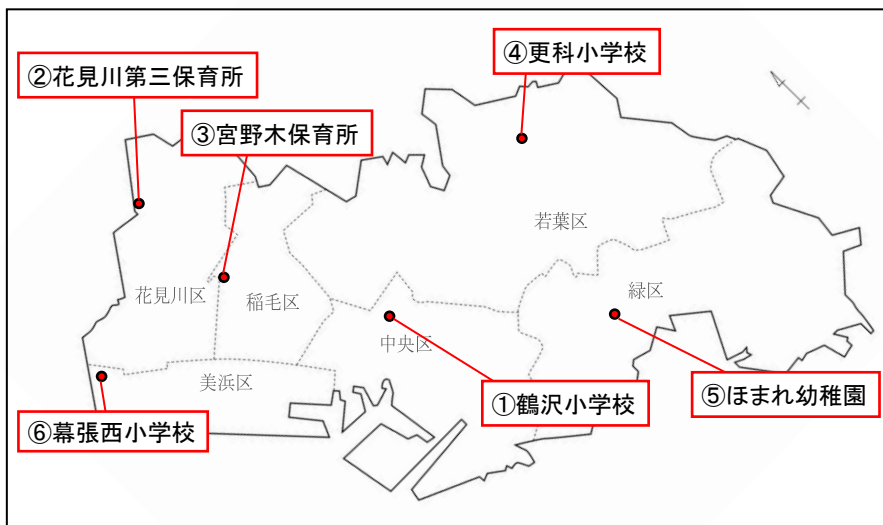 ④更科小学校
②花見川第三保育所
③宮野木保育所
若葉区
花見川区
稲毛区
緑区
中央区
美浜区
①鶴沢小学校
⑤ほまれ幼稚園
⑥幕張西小学校